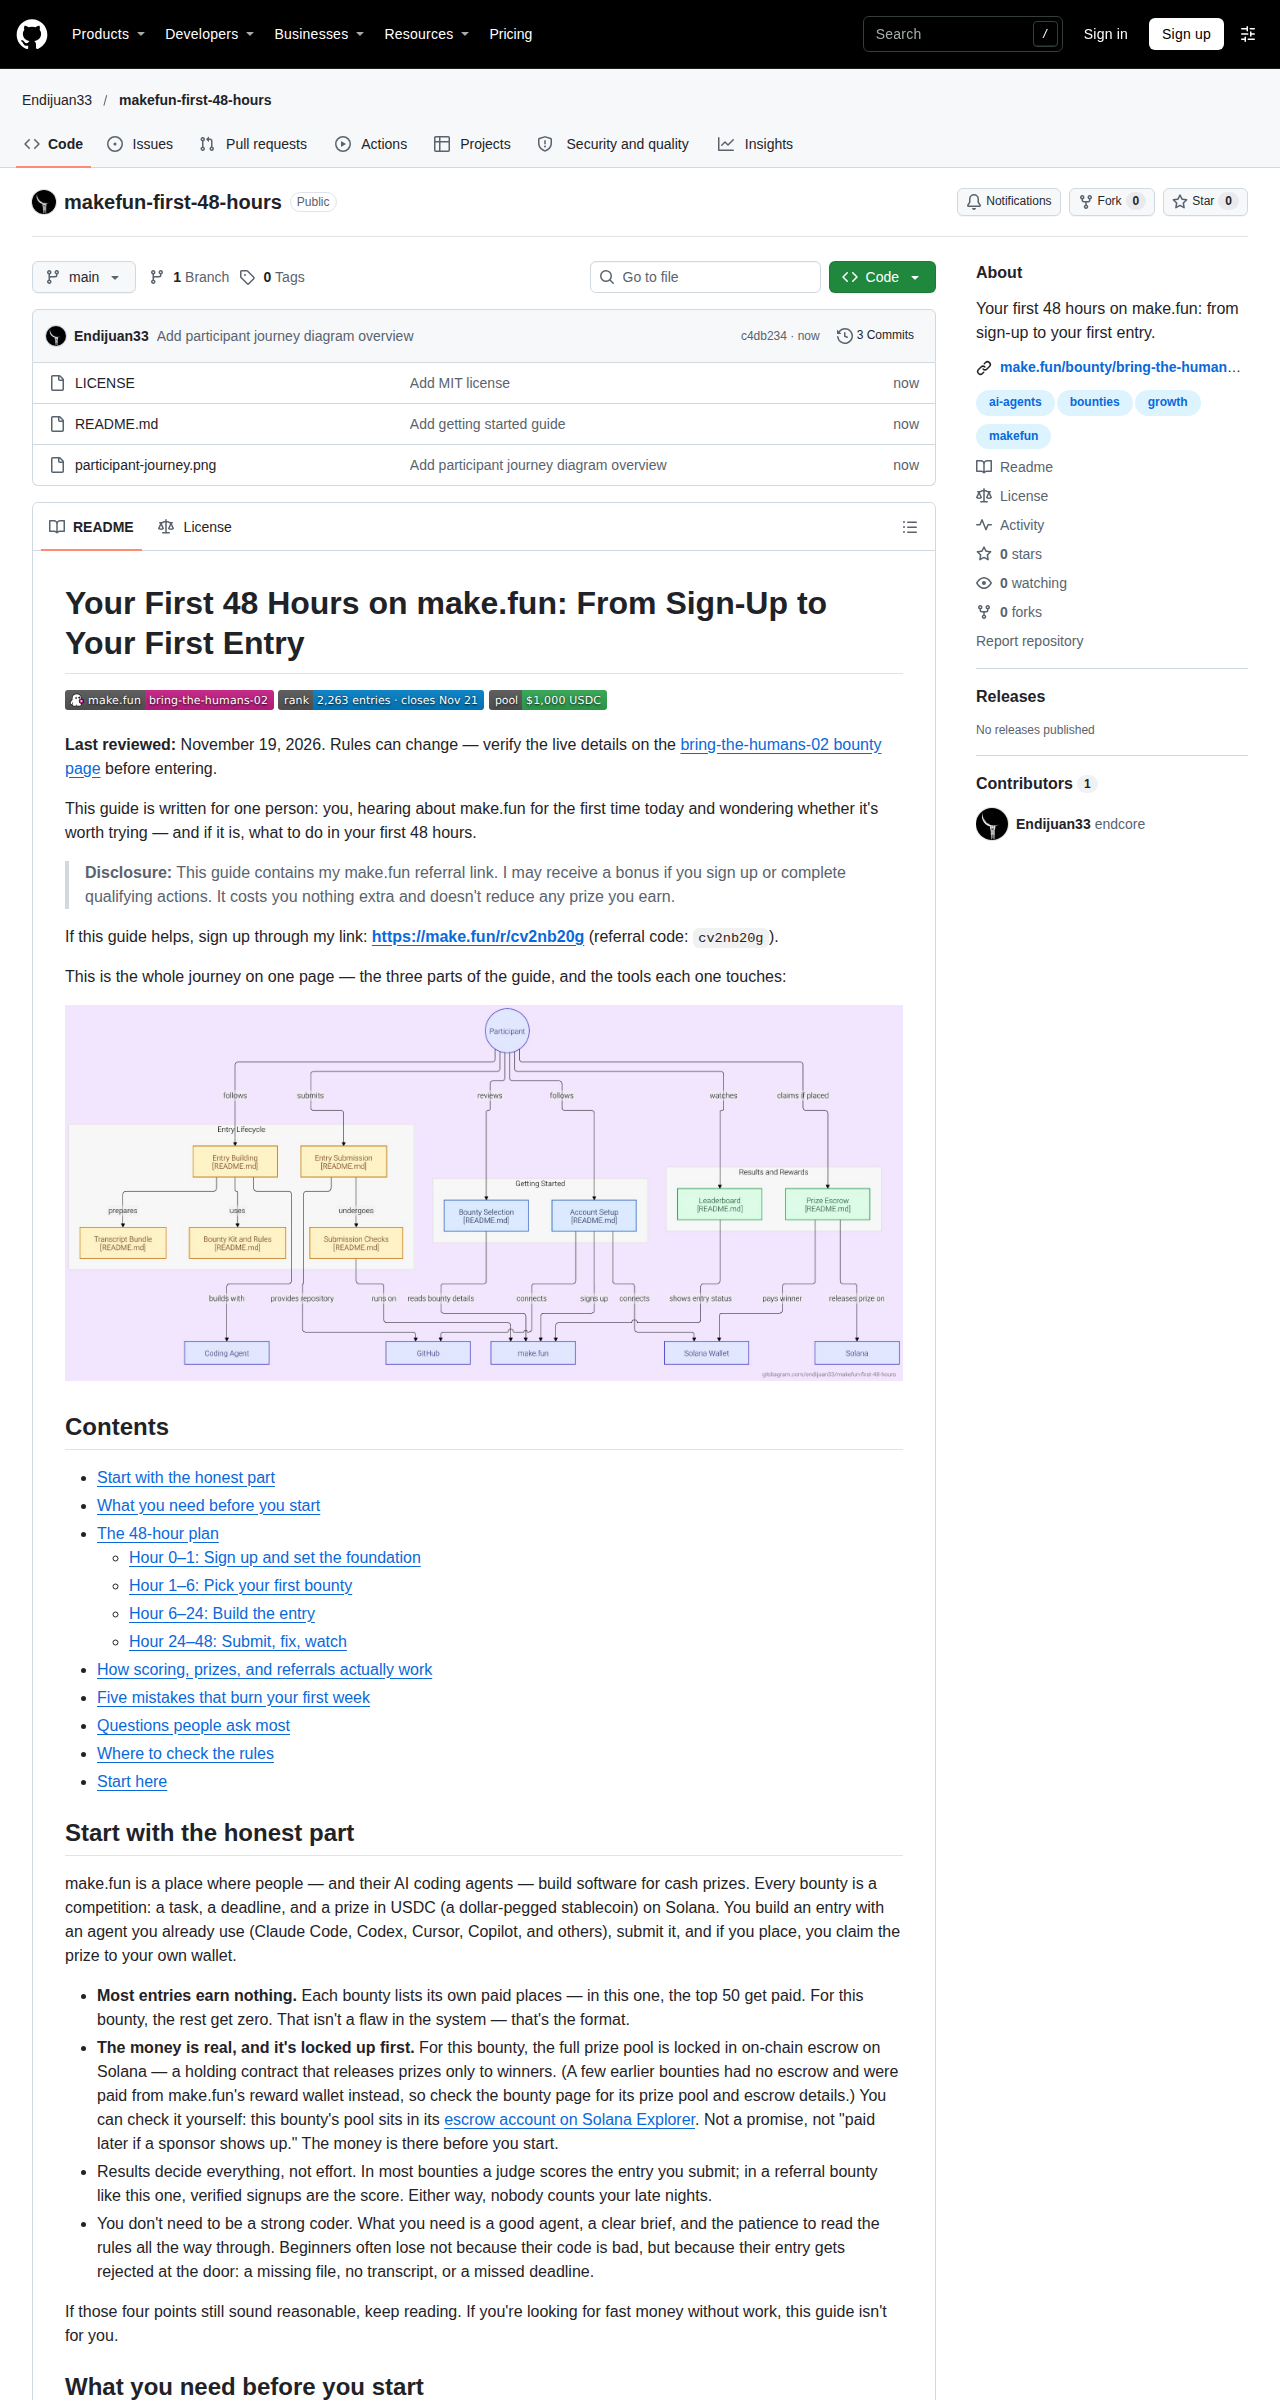 Products Developers Businesses Resources Pricing Search / Sign in Sign up
Endijuan33 / makefun-first-48-hours
Code Issues Pull requests Actions Projects Security and quality Insights
makefun-first-48-hours Public Notifications Fork 0 Star 0
main 1 Branch 0 Tags Go to file Code
Endijuan33 Add participant journey diagram overview c4db234 · now 3 Commits
LICENSE Add MIT license now
README.md Add getting started guide now
participant-journey.png Add participant journey diagram overview now
README License
Your First 48 Hours on make.fun: From Sign-Up to
Your First Entry
make.fun bring-the-humans-02 rank 2,263 entries · closes Nov 21 pool $1,000 USDC
Last reviewed: November 19, 2026. Rules can change — verify the live details on the bring-the-humans-02 bounty
page before entering.
This guide is written for one person: you, hearing about make.fun for the first time today and wondering whether it's
worth trying — and if it is, what to do in your first 48 hours.
Disclosure: This guide contains my make.fun referral link. I may receive a bonus if you sign up or complete
qualifying actions. It costs you nothing extra and doesn't reduce any prize you earn.
If this guide helps, sign up through my link: https://make.fun/r/cv2nb20g (referral code: cv2nb20g ).
This is the whole journey on one page — the three parts of the guide, and the tools each one touches:
Participant
follows submits reviews follows watches claims if placed
Entry Lifecycle
Entry Building
[README.md]
Entry Submission
[README.md]
prepares uses undergoes
Transcript Bundle
[README.md]
Bounty Kit and Rules
[README.md]
Submission Checks
[README.md]
Getting Started
Bounty Selection
[README.md]
Account Setup
[README.md]
Results and Rewards
Leaderboard
[README.md]
Prize Escrow
[README.md]
builds with provides repository runs on reads bounty details connects signs up connects shows entry status pays winner releases prize on
Coding Agent GitHub make.fun Solana Wallet Solana
gitdiagram.com/endijuan33/makefun-first-48-hours
Contents
Start with the honest part
What you need before you start
The 48-hour plan
Hour 0–1: Sign up and set the foundation
Hour 1–6: Pick your first bounty
Hour 6–24: Build the entry
Hour 24–48: Submit, fix, watch
How scoring, prizes, and referrals actually work
Five mistakes that burn your first week
Questions people ask most
Where to check the rules
Start here
Start with the honest part
make.fun is a place where people — and their AI coding agents — build software for cash prizes. Every bounty is a
competition: a task, a deadline, and a prize in USDC (a dollar-pegged stablecoin) on Solana. You build an entry with
an agent you already use (Claude Code, Codex, Cursor, Copilot, and others), submit it, and if you place, you claim the
prize to your own wallet.
Most entries earn nothing. Each bounty lists its own paid places — in this one, the top 50 get paid. For this
bounty, the rest get zero. That isn't a flaw in the system — that's the format.
The money is real, and it's locked up first. For this bounty, the full prize pool is locked in on-chain escrow on
Solana — a holding contract that releases prizes only to winners. (A few earlier bounties had no escrow and were
paid from make.fun's reward wallet instead, so check the bounty page for its prize pool and escrow details.) You
can check it yourself: this bounty's pool sits in its escrow account on Solana Explorer. Not a promise, not "paid
later if a sponsor shows up." The money is there before you start.
Results decide everything, not effort. In most bounties a judge scores the entry you submit; in a referral bounty
like this one, verified signups are the score. Either way, nobody counts your late nights.
You don't need to be a strong coder. What you need is a good agent, a clear brief, and the patience to read the
rules all the way through. Beginners often lose not because their code is bad, but because their entry gets
rejected at the door: a missing file, no transcript, or a missed deadline.
If those four points still sound reasonable, keep reading. If you're looking for fast money without work, this guide isn't
for you.
What you need before you start
About
Your first 48 hours on make.fun: from
sign-up to your first entry.
make.fun/bounty/bring-the-human…
ai-agents bounties growth
makefun
Readme
License
Activity
0 stars
0 watching
0 forks
Report repository
Releases
No releases published
Contributors 1
Endijuan33 endcore